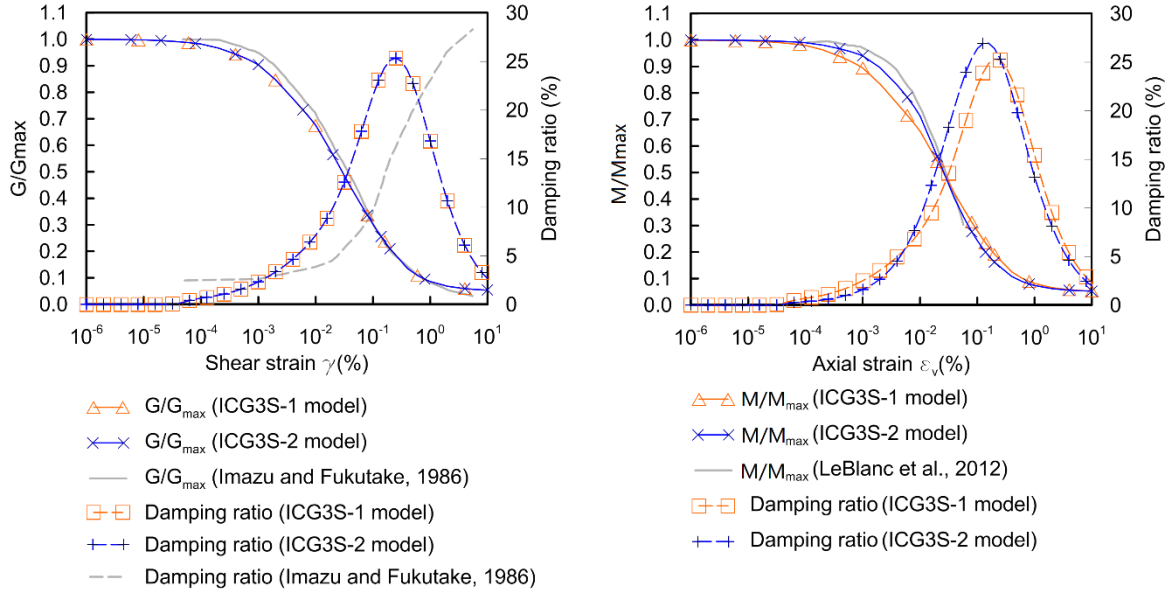 G/Gmax
1.1
1.0
0.9
0.8
0.7
0.6
0.5
0.4
0.3
0.2
0.1
0.0
10⁻⁶ 10⁻⁵ 10⁻⁴ 10⁻³ 10⁻² 10⁻¹ 10⁰ 10¹
Shear strain γ(%)
30
25
20
15
10
5
0
Damping ratio (%)
G/Gmax (ICG3S-1 model)
G/Gmax (ICG3S-2 model)
G/Gmax (Imazu and Fukutake, 1986)
Damping ratio (ICG3S-1 model)
Damping ratio (ICG3S-2 model)
Damping ratio (Imazu and Fukutake, 1986)
M/Mmax
1.1
1.0
0.9
0.8
0.7
0.6
0.5
0.4
0.3
0.2
0.1
0.0
10⁻⁶ 10⁻⁵ 10⁻⁴ 10⁻³ 10⁻² 10⁻¹ 10⁰ 10¹
Axial strain εᵥ(%)
30
25
20
15
10
5
0
Damping ratio (%)
M/Mmax (ICG3S-1 model)
M/Mmax (ICG3S-2 model)
M/Mmax (LeBlanc et al., 2012)
Damping ratio (ICG3S-1 model)
Damping ratio (ICG3S-2 model)